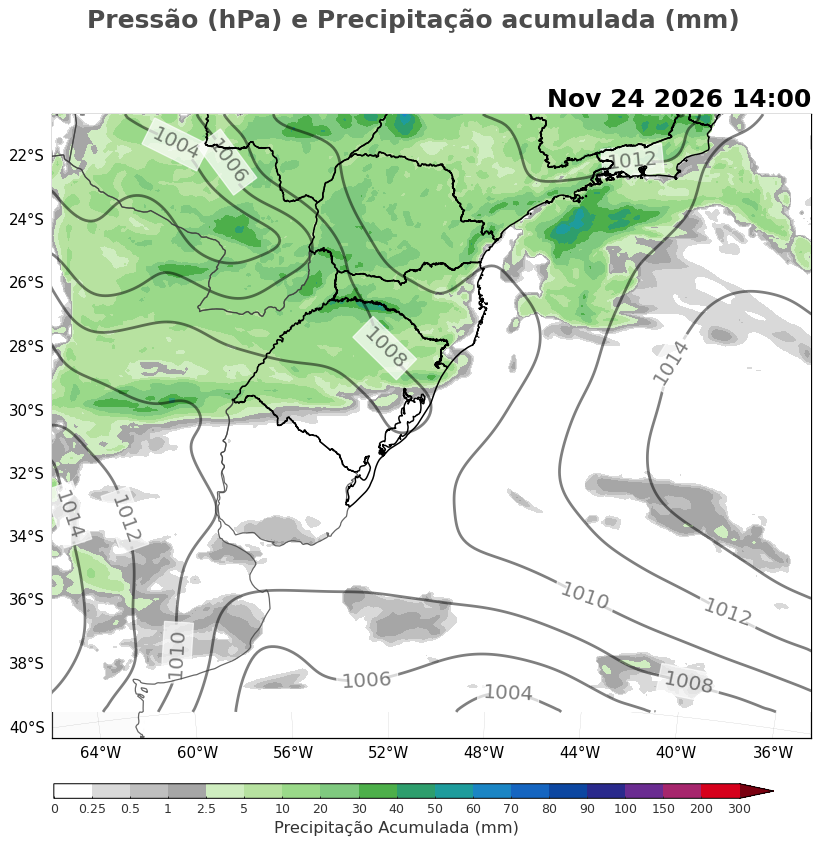 Pressão (hPa) e Precipitação acumulada (mm)
Nov 24 2026 14:00
1004
1006
1012
22°S
24°S
26°S
28°S
30°S
32°S
34°S
36°S
38°S
40°S
1008
1014
1014
1012
1010
1010
1012
1006
1004
1008
64°W 60°W 56°W 52°W 48°W 44°W 40°W 36°W
0 0.25 0.5 1 2.5 5 10 20 30 40 50 60 70 80 90 100 150 200 300
Precipitação Acumulada (mm)